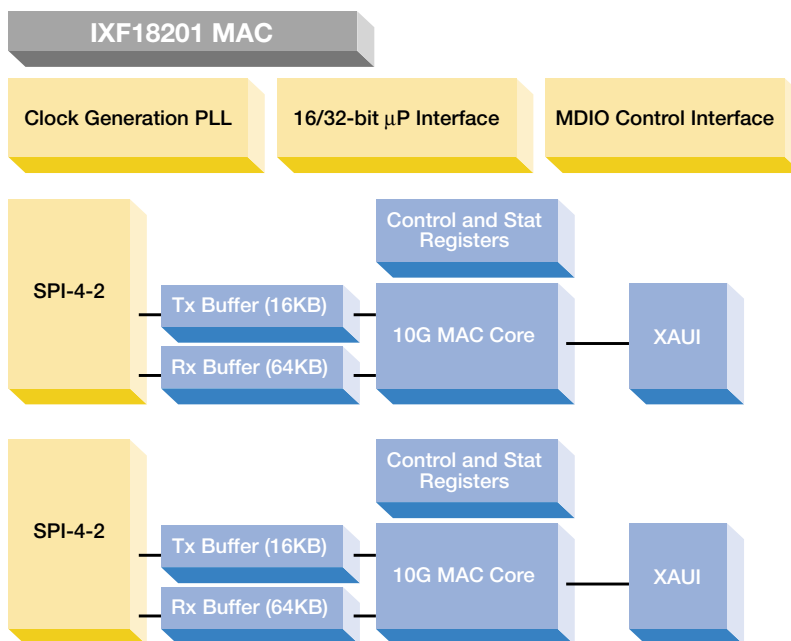 IXF18201 MAC
Clock Generation PLL
16/32-bit µP Interface
MDIO Control Interface
SPI-4-2
Control and Stat
Registers
Tx Buffer (16KB)
Rx Buffer (64KB)
10G MAC Core
XAUI
SPI-4-2
Control and Stat
Registers
Tx Buffer (16KB)
Rx Buffer (64KB)
10G MAC Core
XAUI